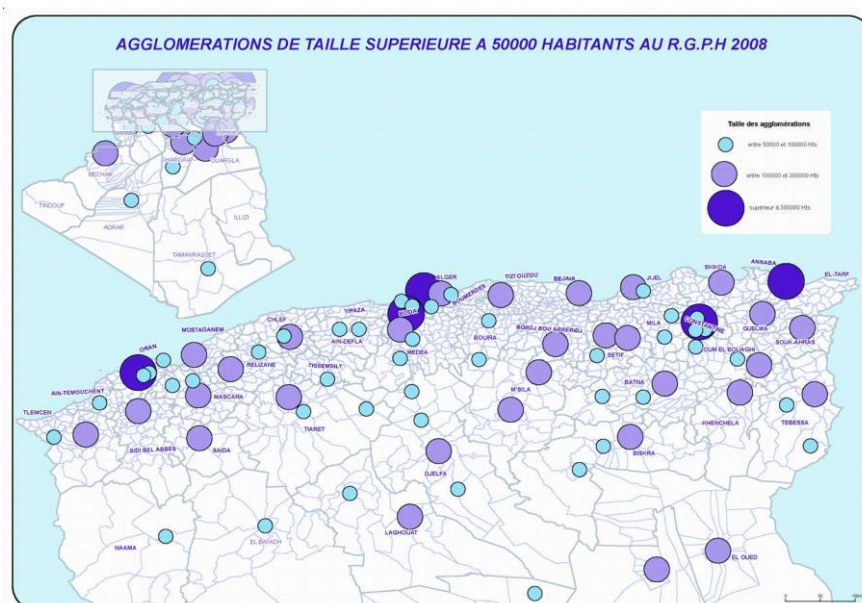 AGGLOMERATIONS DE TAILLE SUPERIEURE A 50000 HABITANTS AU R.G.P.H 2008
Taille des agglomérations
entre 50000 et 100000 Hts
entre 100000 et 300000 Hts
supérieur à 300000 Hts
OUARGLA
BECHAR
TINDOUF
ADRAR
ILLIZI
TAMANRASSET
ALGER
BOUMERDES
TIZI OUZOU
BEJAIA
JIJEL
SKIKDA
ANNABA
EL-TARF
TIPAZA
BLIDA
CHLEF
AIN-DEFLA
MEDEA
BOUIRA
BORDJ BOU ARRERIDJ
SETIF
MILA
CONSTANTINE
GUELMA
SOUK-AHRAS
OUM EL BOUAGHI
MOSTAGANEM
ORAN
RELIZANE
TISSEMSILT
MASCARA
AIN-TEMOUCHENT
TLEMCEN
SIDI BEL ABBES
SAIDA
TIARET
M'SILA
BATNA
KHENCHELA
TEBESSA
BISKRA
DJELFA
LAGHOUAT
EL BAYADH
NAAMA
EL OUED
0 50 100